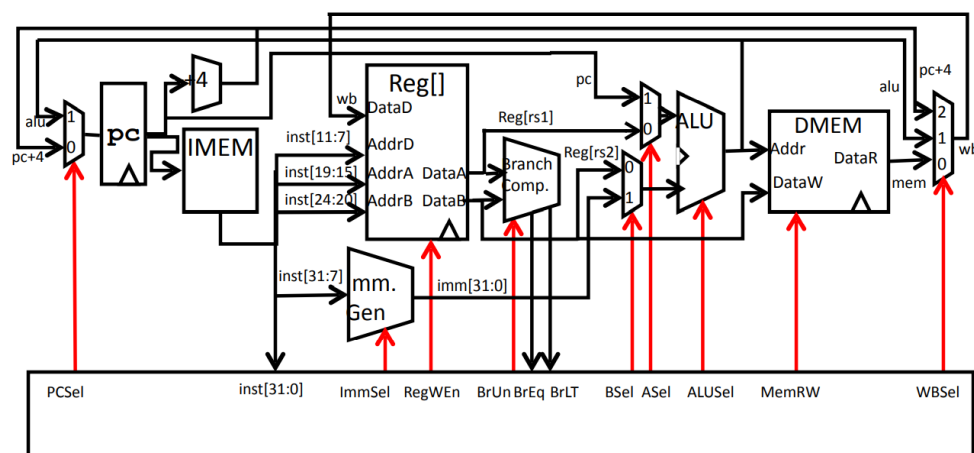 pc+4
+4
Reg[]
pc
alu
wb
DataD
1
2
alu
1
Reg[rs1]
ALU
DMEM
pc
IMEM
inst[11:7]
AddrD
0
1
wb
pc+4
0
Reg[rs2]
Addr
DataR
0
inst[19:15]
AddrA
DataA
Branch
Comp.
0
mem
inst[24:20]
AddrB
DataB
1
DataW
inst[31:7]
mm.
Gen
imm[31:0]
PCSel
inst[31:0]
ImmSel
RegWEn
BrUn
BrEq
BrLT
BSel
ASel
ALUSel
MemRW
WBSel